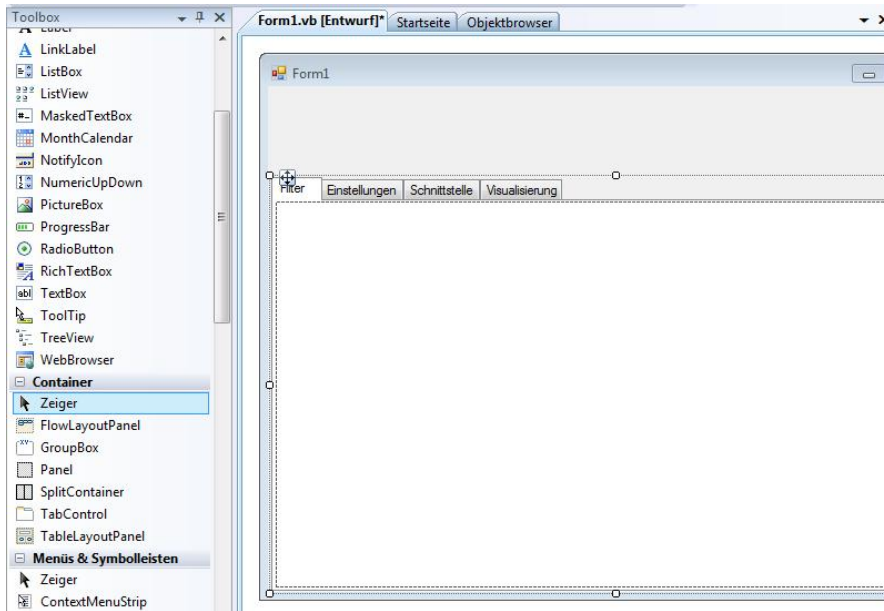 Toolbox
Label
LinkLabel
ListBox
ListView
MaskedTextBox
MonthCalendar
NotifyIcon
NumericUpDown
PictureBox
ProgressBar
RadioButton
RichTextBox
TextBox
ToolTip
TreeView
WebBrowser
Container
Zeiger
FlowLayoutPanel
GroupBox
Panel
SplitContainer
TabControl
TableLayoutPanel
Menüs & Symbolleisten
Zeiger
ContextMenuStrip
Form1.vb [Entwurf]* Startseite Objektbrowser
Form1
Filter Einstellungen Schnittstelle Visualisierung